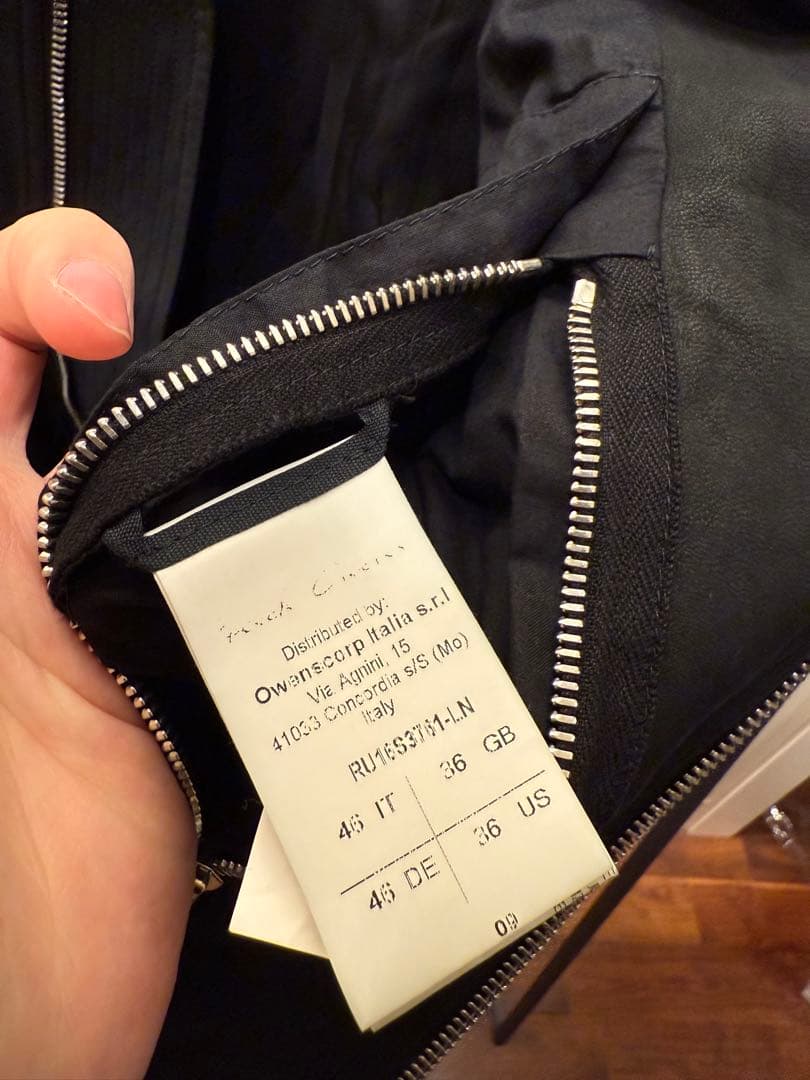 Distributed by:
Owenscorp Italia s.r.l
Via Agnini, 15
41033 Concordia s/S (Mo)
Italy
RU16S3761-LN
46 IT 36 GB
46 DE 36 US
09